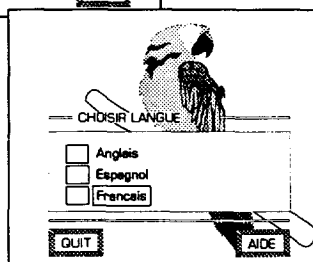 CHOISIR LANGUE
Anglais
Espagnol
Francais
QUIT
AIDE